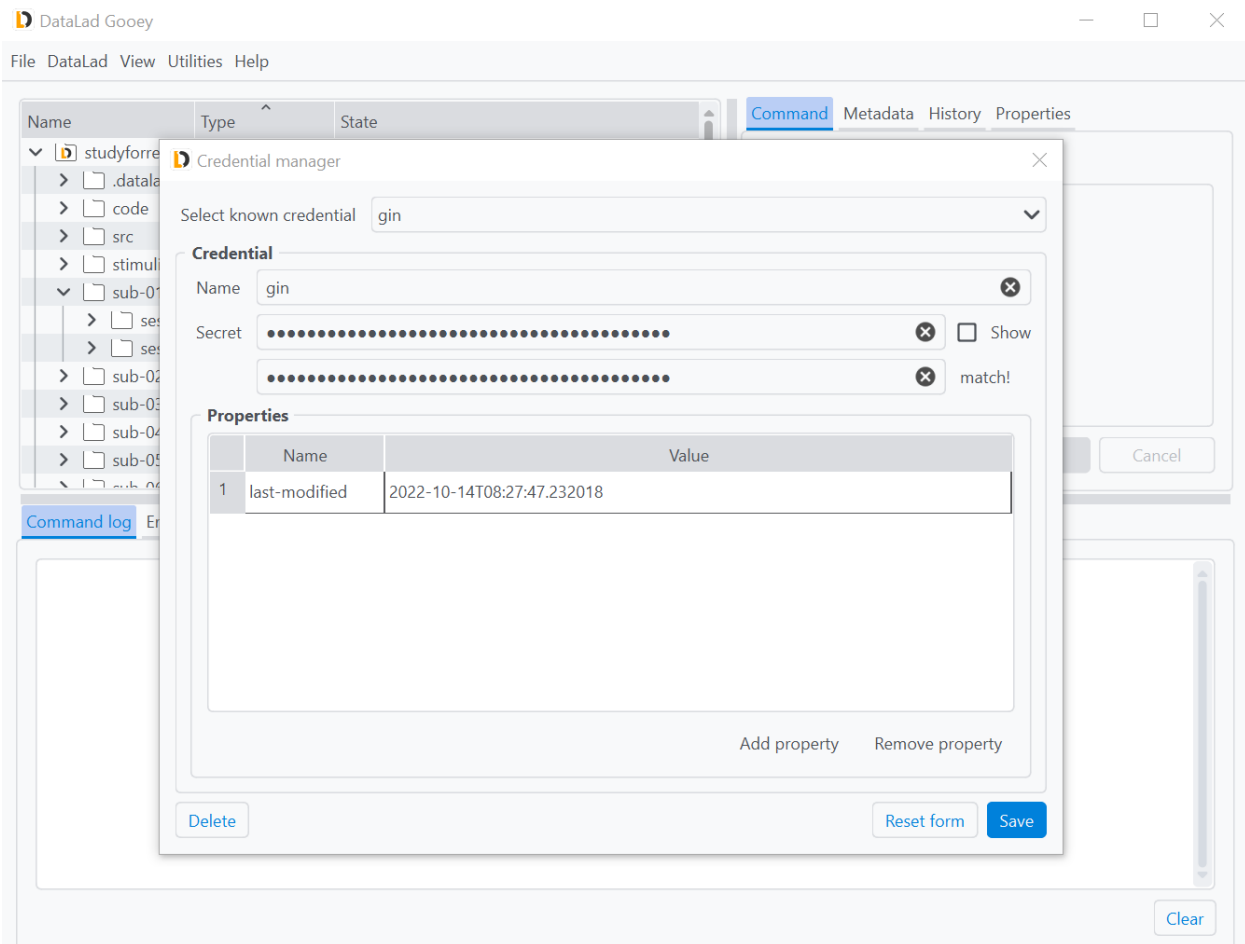 DataLad Gooey
File DataLad View Utilities Help
Name Type State
Command Metadata History Properties
studyforre
.datala
code
src
stimuli
sub-01
ses
ses
sub-02
sub-03
sub-04
sub-05
Credential manager
Select known credential gin
Credential
Name gin
Secret ●●●●●●●●●●●●●●●●●●●●●●●●●●●●●●●●●●●●●●●● Show
●●●●●●●●●●●●●●●●●●●●●●●●●●●●●●●●●●●●●●●● match!
Properties
Name Value
1 last-modified 2022-10-14T08:27:47.232018
Add property Remove property
Delete Reset form Save
Cancel
Command log Er
Clear